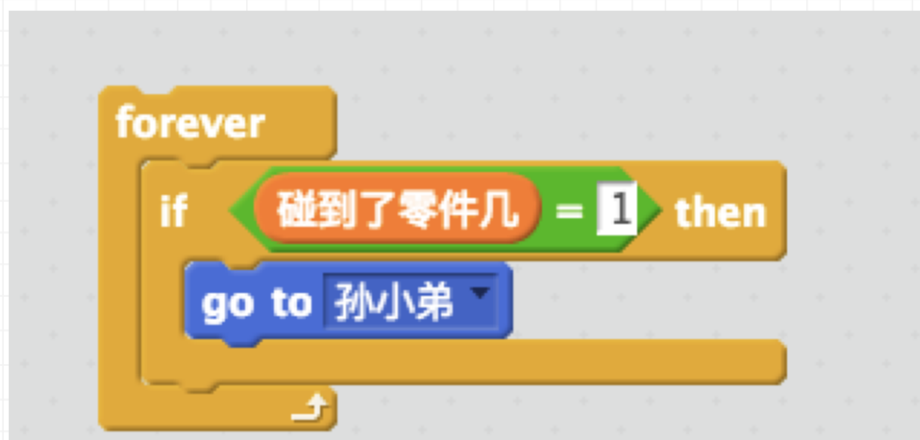 forever
if 碰到了零件几 = 1 then
go to 孙小弟